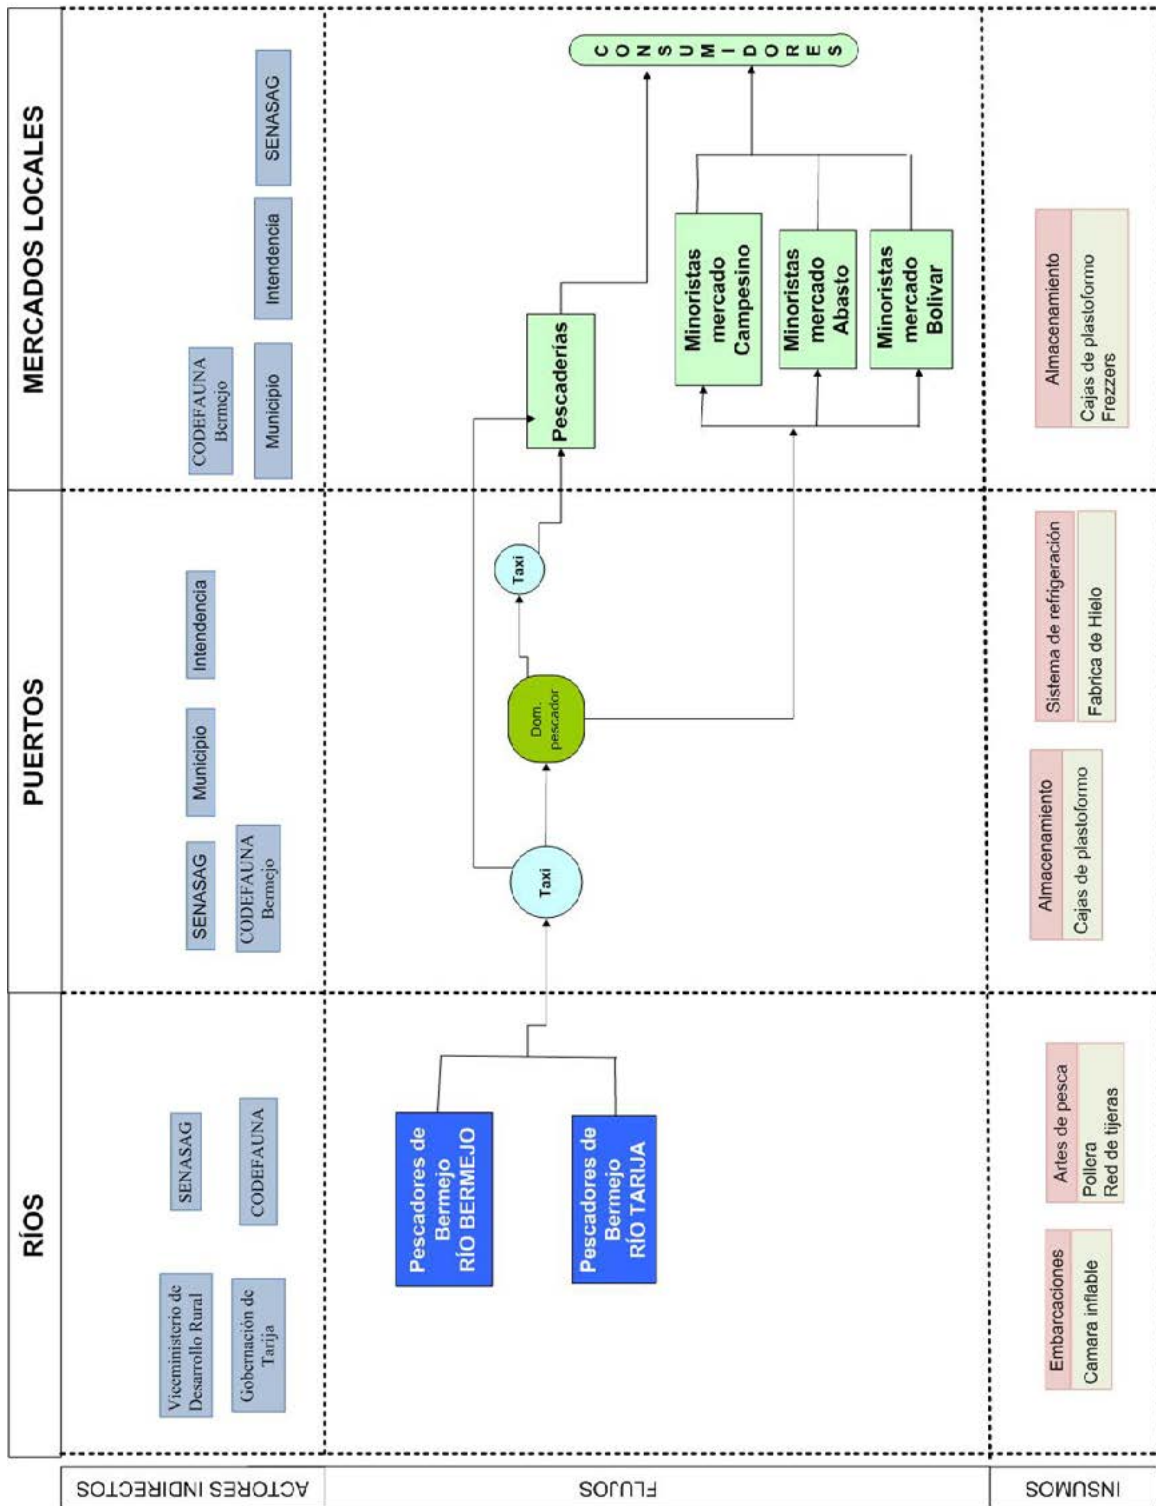 RÍOS
PUERTOS
MERCADOS LOCALES
ACTORES INDIRECTOS
Viceministerio de
Desarrollo Rural
SENASAG
Gobernación de
Tarija
CODEFAUNA
SENASAG
Municipio
Intendencia
CODEFAUNA
Bermejo
CODEFAUNA
Bermejo
Municipio
Intendencia
SENASAG
FLUJOS
Pescadores de
Bermejo
RÍO BERMEJO
Pescadores de
Bermejo
RÍO TARIJA
Taxi
Dom.
pescador
Taxi
Pescaderías
Minoristas
mercado
Campesino
Minoristas
mercado
Abasto
Minoristas
mercado
Bolivar
CONSUMIDORES
INSUMOS
Embarcaciones
Camara inflable
Artes de pesca
Pollera
Red de tijeras
Almacenamiento
Cajas de plastoformo
Sistema de refrigeración
Fabrica de Hielo
Almacenamiento
Cajas de plastoformo
Frezzers